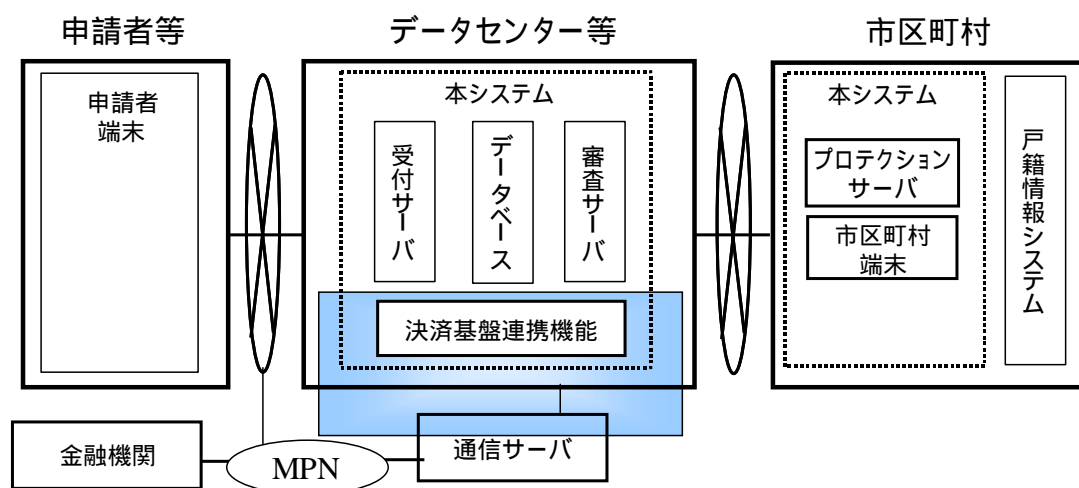 申請者等
データセンター等
市区町村
申請者
端末
本システム
受付サーバ
データベース
審査サーバ
決済基盤連携機能
本システム
プロテクション
サーバ
市区町村
端末
戸籍情報システム
金融機関
MPN
通信サーバ